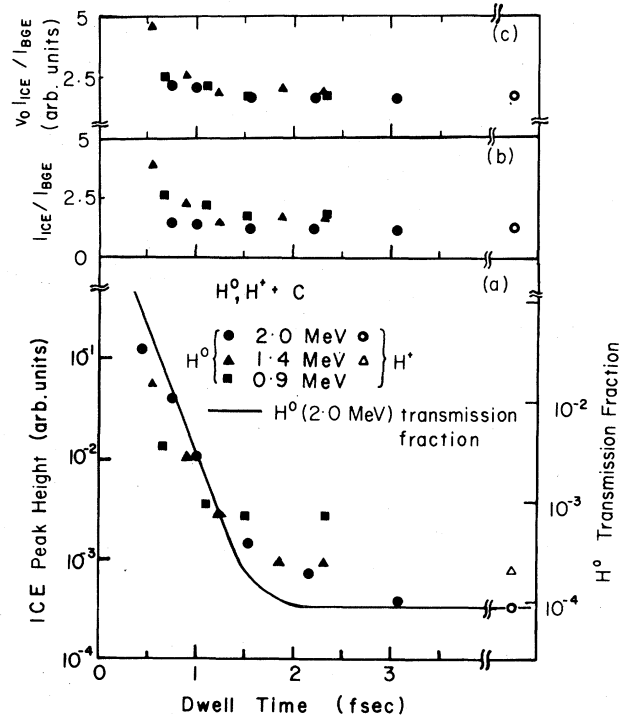 5
2·5
V₀ I_ICE / I_BGE
(arb. units)
(c)
5
2·5
0
I_ICE / I_BGE
(b)
(a)
H⁰, H⁺ + C
H⁰ { ● 2·0 MeV ○ } H⁺
▲ 1·4 MeV △
■ 0·9 MeV
— H⁰ (2·0 MeV) transmission
fraction
10⁻¹
10⁻²
10⁻³
10⁻⁴
ICE Peak Height (arb. units)
10⁻²
10⁻³
10⁻⁴
H⁰ Transmission Fraction
0 1 2 3
Dwell Time (fsec)